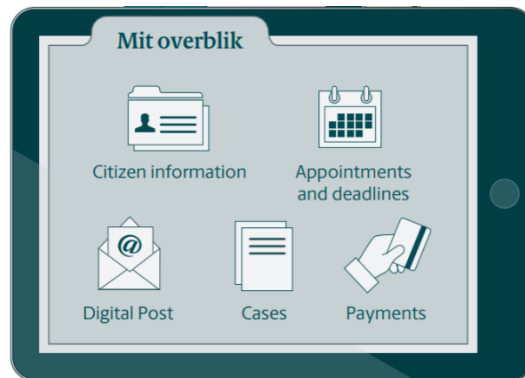 Mit overblik
Citizen information
Appointments
and deadlines
@
Digital Post
Cases
Payments